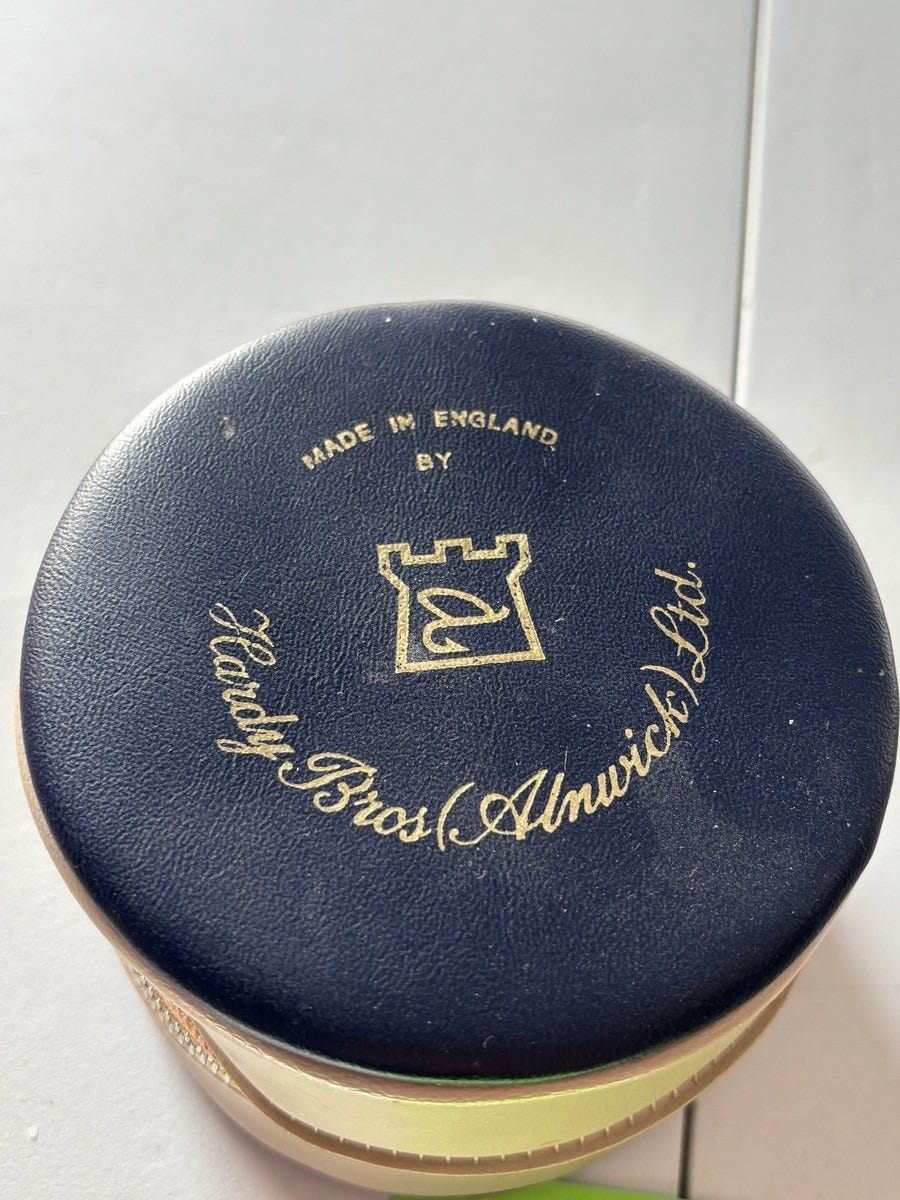 MADE IN ENGLAND
BY
a
Hardy Bros (Alnwick) Ltd.